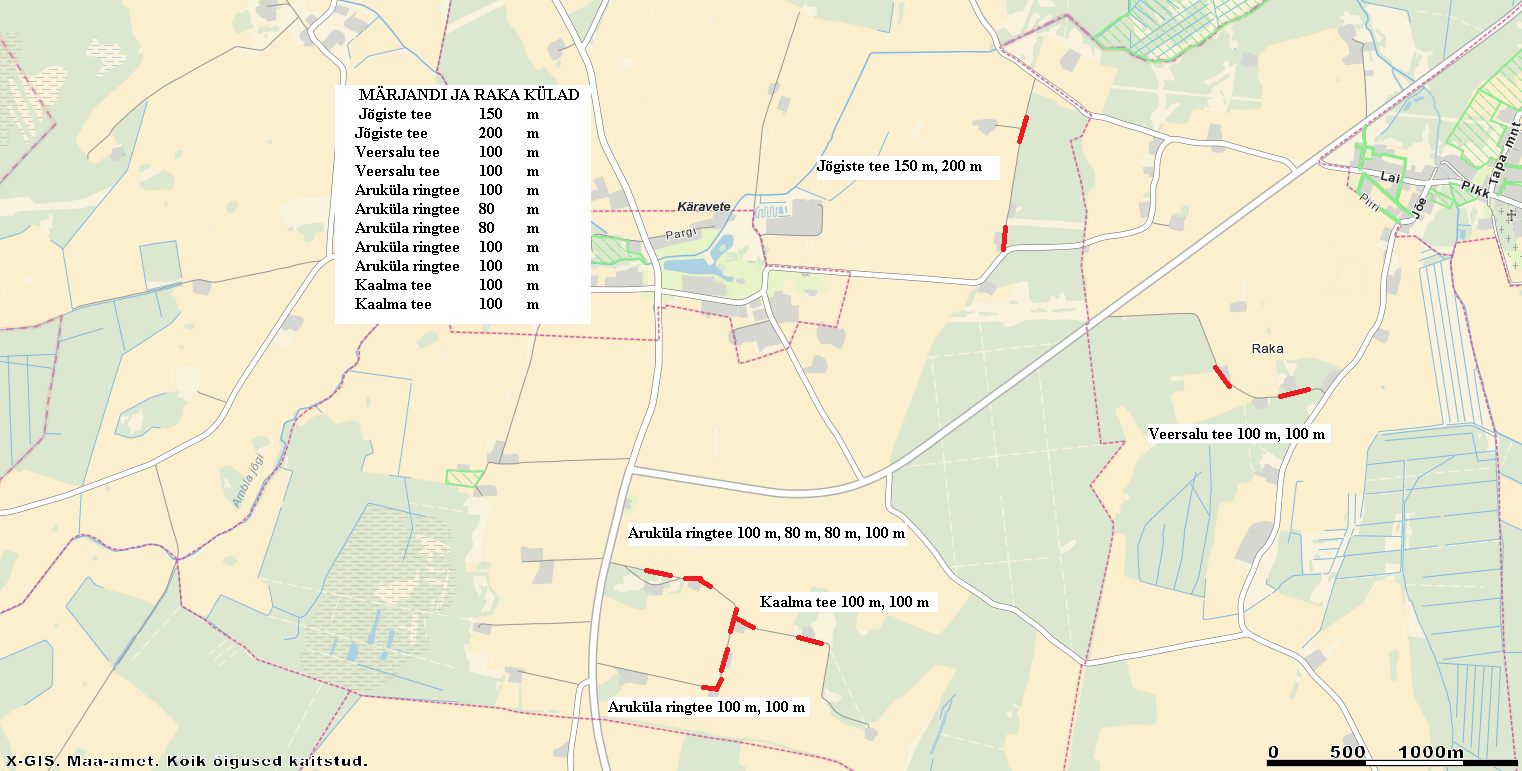 MÄRJANDI JA RAKA KÜLAD
Jõgiste tee 150 m
Jõgiste tee 200 m
Veersalu tee 100 m
Veersalu tee 100 m
Aruküla ringtee 100 m
Aruküla ringtee 80 m
Aruküla ringtee 80 m
Aruküla ringtee 100 m
Aruküla ringtee 100 m
Kaalma tee 100 m
Kaalma tee 100 m
Jõgiste tee 150 m, 200 m
Tapa mnt
Lai
Pikk
Piiri
Jõe
Käravete
Pargi
Raka
Veersalu tee 100 m, 100 m
Ambla jõgi
Aruküla ringtee 100 m, 80 m, 80 m, 100 m
Kaalma tee 100 m, 100 m
Aruküla ringtee 100 m, 100 m
0 500 1000m
X-GIS. Maa-amet. Kõik õigused kaitstud.